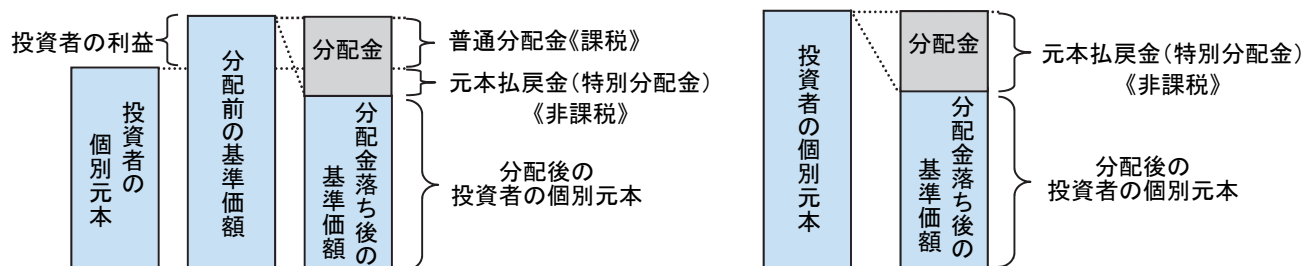 投資者の利益
投資者の
個別元本
分配前の基準価額
分配金
分配金落ち後の
基準価額
普通分配金《課税》
元本払戻金(特別分配金)
《非課税》
分配後の
投資者の個別元本
投資者の個別元本
分配金
分配金落ち後の
基準価額
元本払戻金(特別分配金)
《非課税》
分配後の
投資者の個別元本